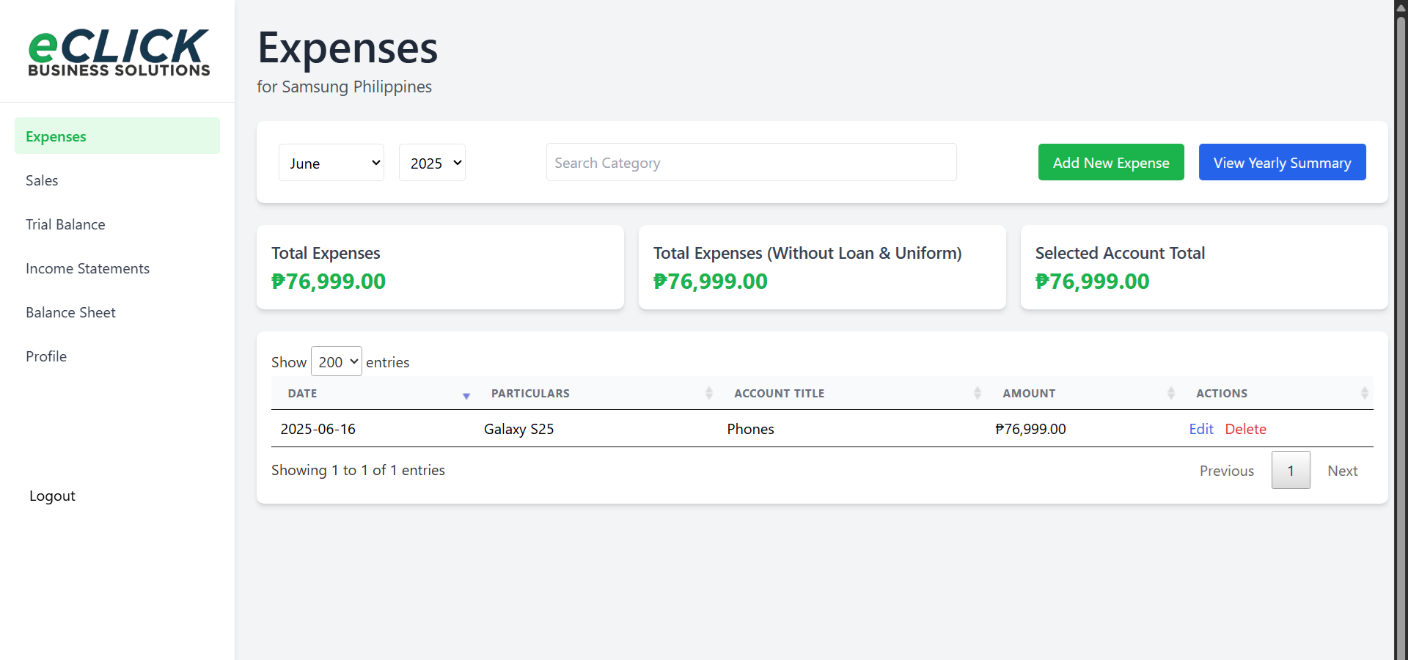 eCLICK
BUSINESS SOLUTIONS
Expenses
Sales
Trial Balance
Income Statements
Balance Sheet
Profile
Logout
Expenses
for Samsung Philippines
June 2025 Search Category Add New Expense View Yearly Summary
Total Expenses
₱76,999.00
Total Expenses (Without Loan & Uniform)
₱76,999.00
Selected Account Total
₱76,999.00
Show 200 entries
DATE PARTICULARS ACCOUNT TITLE AMOUNT ACTIONS
2025-06-16 Galaxy S25 Phones ₱76,999.00 Edit Delete
Showing 1 to 1 of 1 entries Previous 1 Next